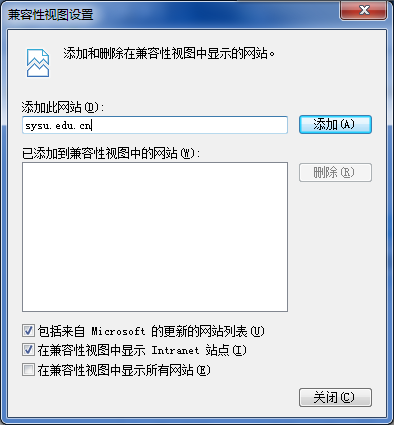 兼容性视图设置
添加和删除在兼容性视图中显示的网站。
添加此网站(D):
sysu.edu.cn
添加(A)
已添加到兼容性视图中的网站(W):
删除(R)
包括来自 Microsoft 的更新的网站列表(U)
在兼容性视图中显示 Intranet 站点(I)
在兼容性视图中显示所有网站(E)
关闭(C)